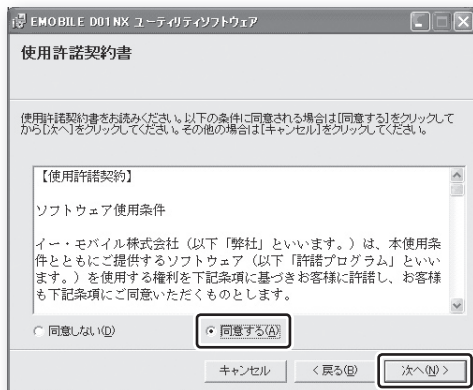 EMOBILE D01NX ユーティリティソフトウェア
使用許諾契約書
使用許諾契約書をお読みください。以下の条件に同意される場合は[同意する]をクリックして
から[次へ]をクリックしてください。その他の場合は[キャンセル]をクリックしてください。
【使用許諾契約】
ソフトウェア使用条件
イー・モバイル株式会社（以下「弊社」といいます。）は、本使用条
件とともにご提供するソフトウェア（以下「許諾プログラム」といい
ます。）を使用する権利を下記条項に基づきお客様に許諾し、お客様
も下記条項にご同意いただくものとします。
同意しない(D) 同意する(A)
キャンセル < 戻る(B) 次へ(N) >